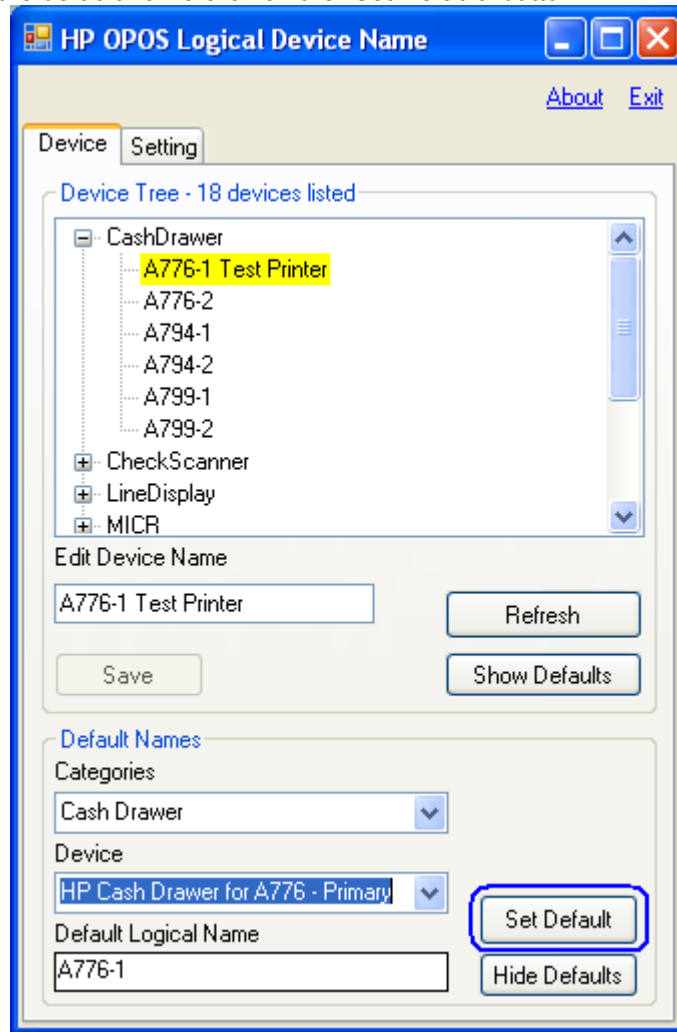 HP OPOS Logical Device Name
About Exit
Device Setting
Device Tree - 18 devices listed
CashDrawer
A776-1 Test Printer
A776-2
A794-1
A794-2
A799-1
A799-2
CheckScanner
LineDisplay
MICR
Edit Device Name
A776-1 Test Printer
Refresh
Save
Show Defaults
Default Names
Categories
Cash Drawer
Device
HP Cash Drawer for A776 - Primary
Set Default
Default Logical Name
A776-1
Hide Defaults